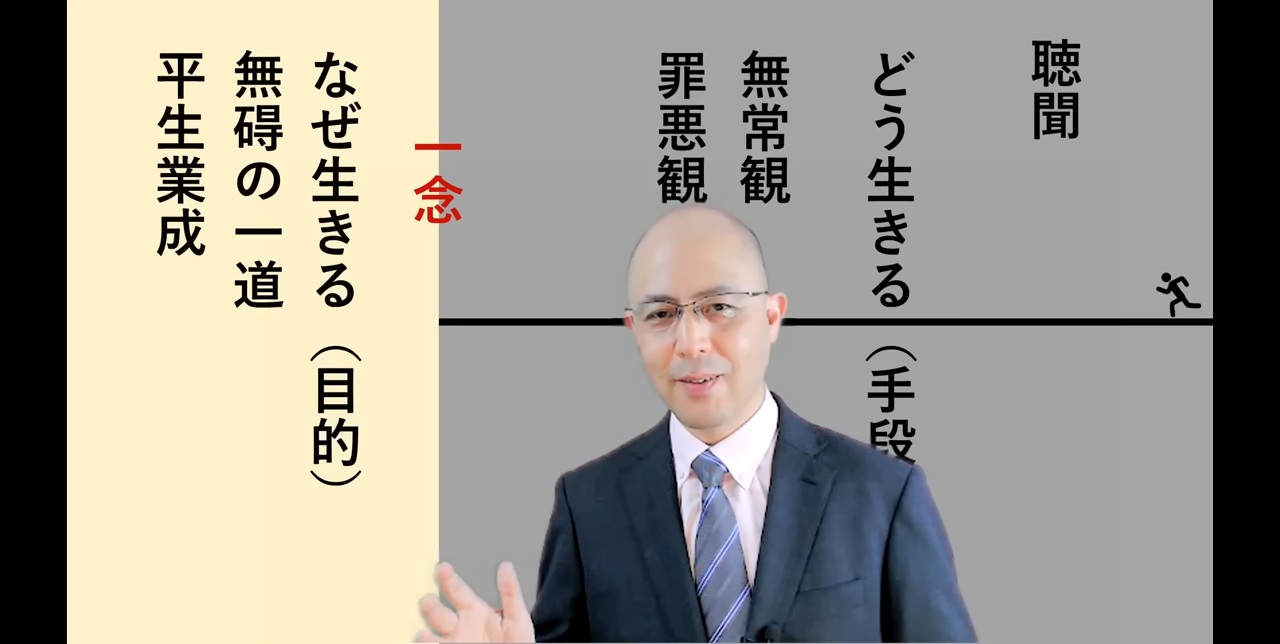 聴聞
どう生きる（手段
無常観
罪悪観
一念
なぜ生きる（目的）
無碍の一道
平生業成